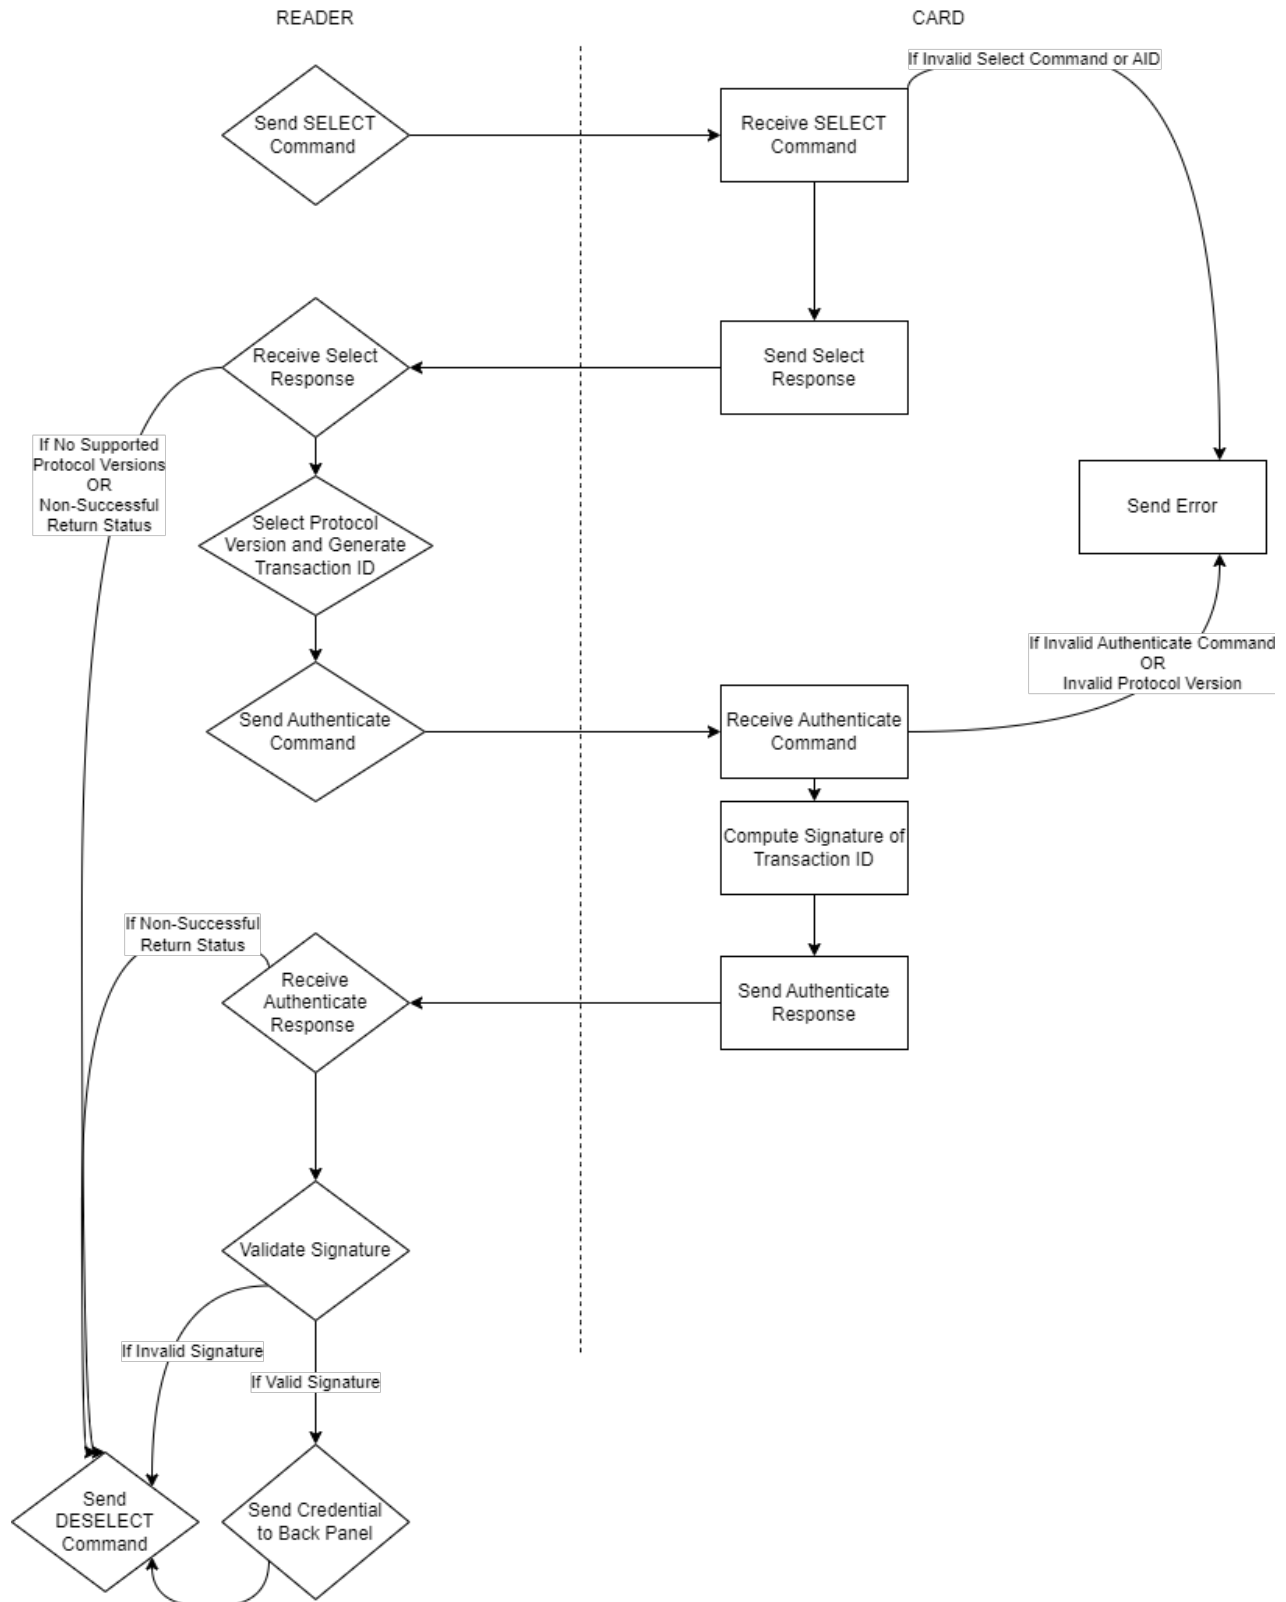 READER
CARD
If Invalid Select Command or AID
Send SELECT
Command
Receive SELECT
Command
Receive Select
Response
Send Select
Response
If No Supported
Protocol Versions
OR
Non-Successful
Return Status
Send Error
Select Protocol
Version and Generate
Transaction ID
If Invalid Authenticate Command
OR
Invalid Protocol Version
Send Authenticate
Command
Receive Authenticate
Command
Compute Signature of
Transaction ID
If Non-Successful
Return Status
Receive
Authenticate
Response
Send Authenticate
Response
Validate Signature
If Invalid Signature
If Valid Signature
Send
DESELECT
Command
Send Credential
to Back Panel